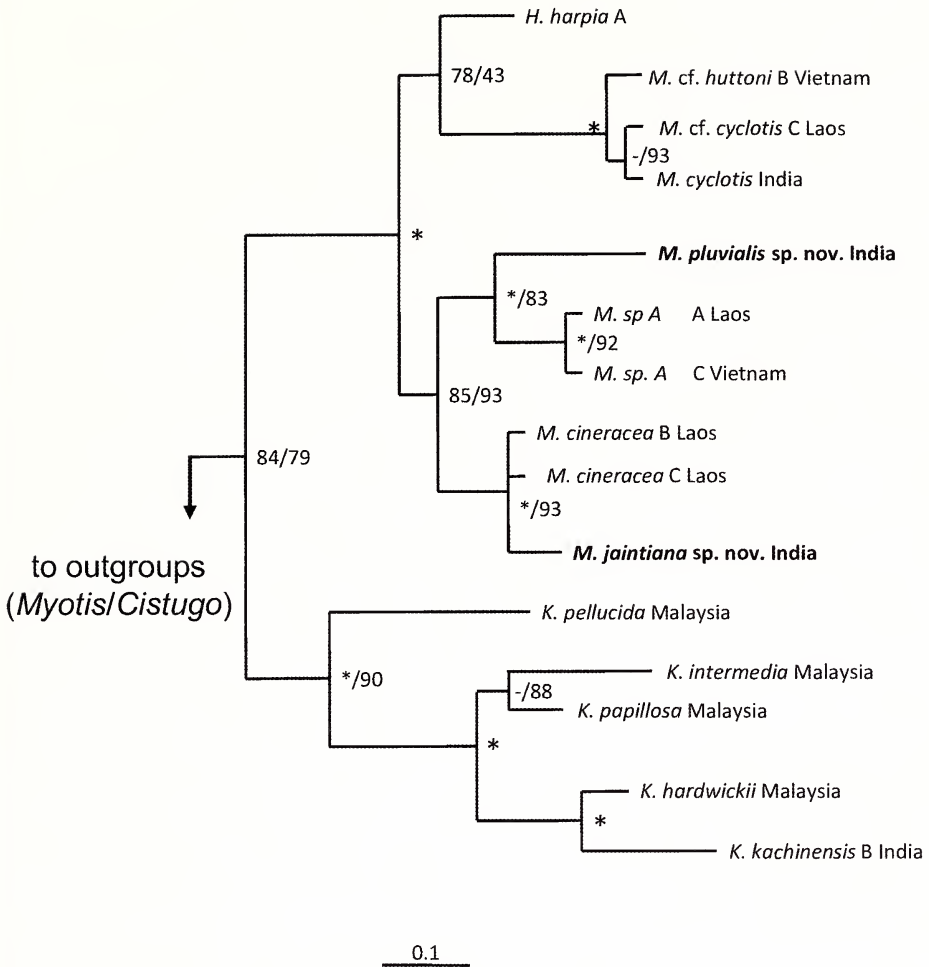 H. harpia A
78/43
M. cf. huttoni B Vietnam
*
M. cf. cyclotis C Laos
-/93
M. cyclotis India
*
M. pluvialis sp. nov. India
*/83
M. sp A A Laos
*/92
M. sp. A C Vietnam
85/93
M. cineracea B Laos
84/79
M. cineracea C Laos
*/93
M. jaintiana sp. nov. India
to outgroups
(Myotis/Cistugo)
K. pellucida Malaysia
*/90
K. intermedia Malaysia
-/88
K. papillosa Malaysia
*
K. hardwickii Malaysia
*
K. kachinensis B India
0.1